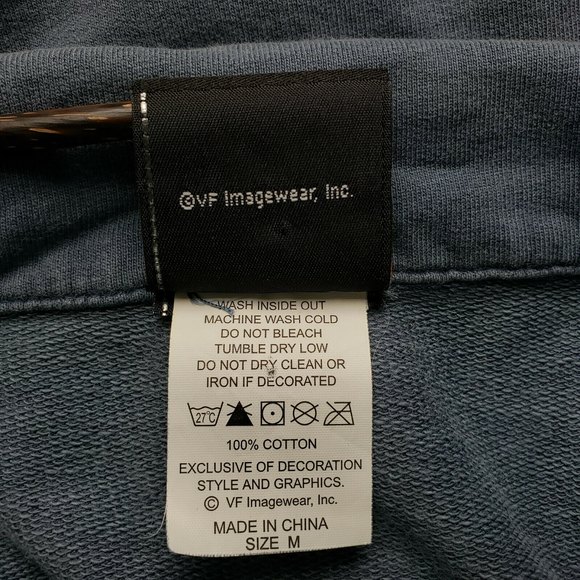 ©VF Imagewear, Inc.
WASH INSIDE OUT
MACHINE WASH COLD
DO NOT BLEACH
TUMBLE DRY LOW
DO NOT DRY CLEAN OR
IRON IF DECORATED
27°C
100% COTTON
EXCLUSIVE OF DECORATION
STYLE AND GRAPHICS.
© VF Imagewear, Inc.
MADE IN CHINA
SIZE M